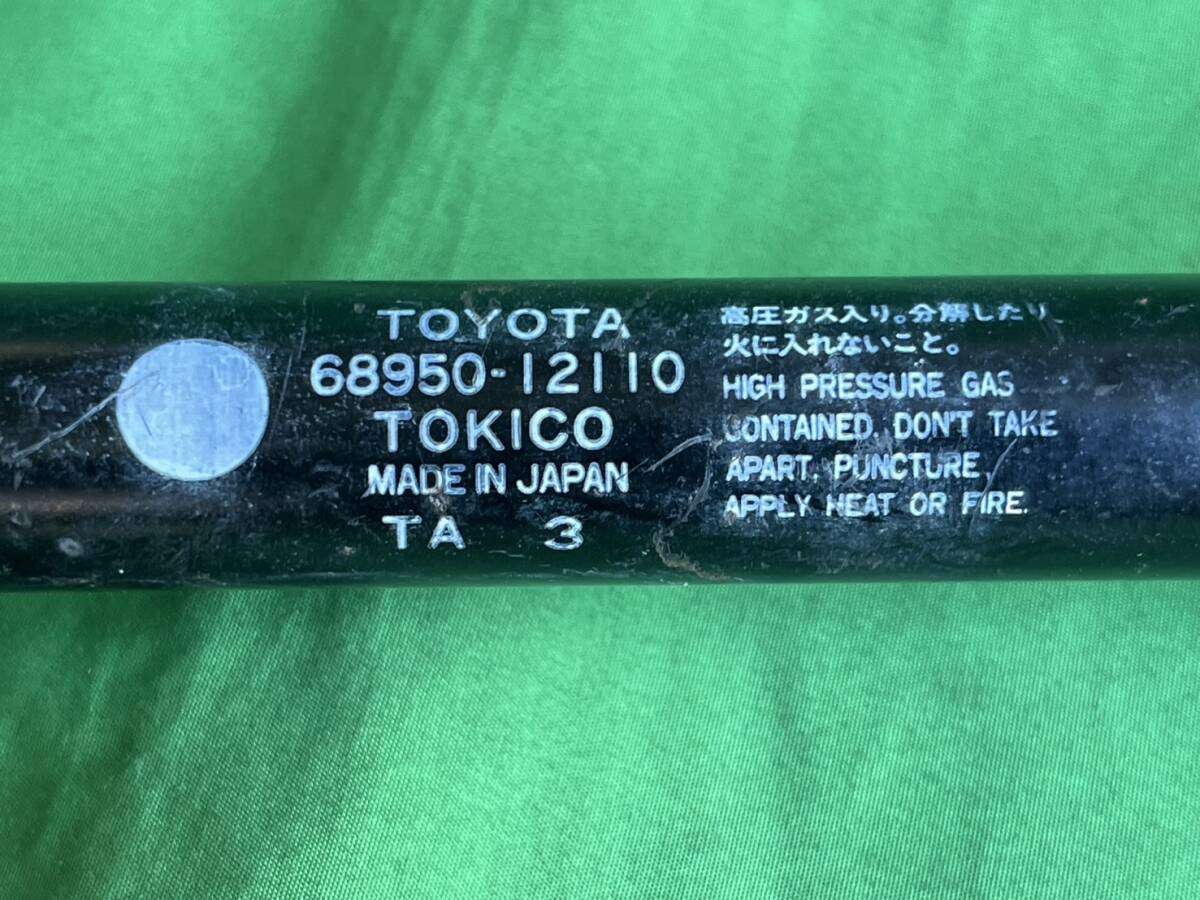 TOYOTA
68950-12110
TOKICO
MADE IN JAPAN
TA 3
高圧ガス入り。分解したり、
火に入れないこと。
HIGH PRESSURE GAS
CONTAINED. DON'T TAKE
APART, PUNCTURE,
APPLY HEAT OR FIRE.